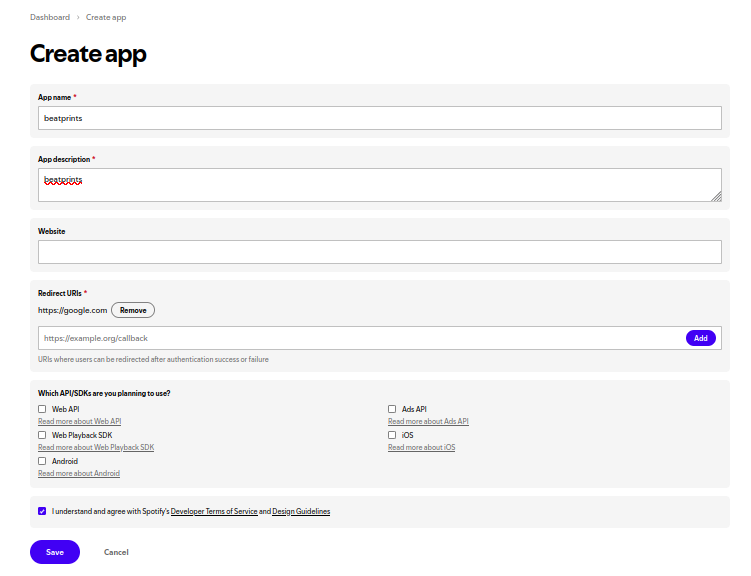 Dashboard › Create app
Create app
App name *
beatprints
App description *
beatprints
Website
Redirect URIs *
https://google.com Remove
https://example.org/callback Add
URIs where users can be redirected after authentication success or failure
Which API/SDKs are you planning to use?
Web API
Read more about Web API
Web Playback SDK
Read more about Web Playback SDK
Android
Read more about Android
Ads API
Read more about Ads API
iOS
Read more about iOS
I understand and agree with Spotify's Developer Terms of Service and Design Guidelines
Save Cancel